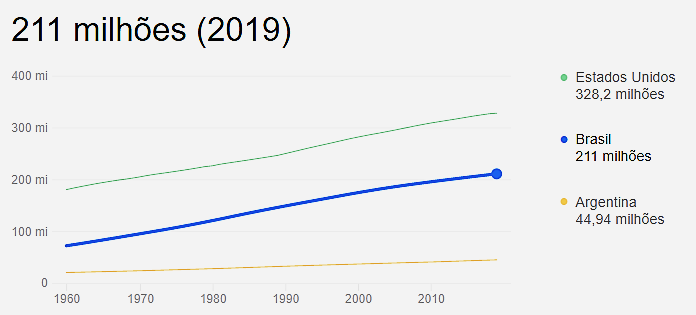 211 milhões (2019)
400 mi
300 mi
200 mi
100 mi
0
1960 1970 1980 1990 2000 2010
Estados Unidos
328,2 milhões
Brasil
211 milhões
Argentina
44,94 milhões